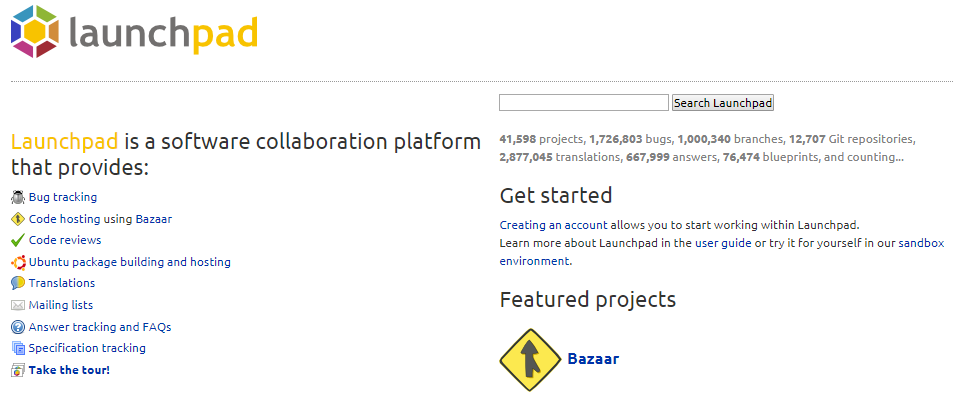 launchpad
Search Launchpad
Launchpad is a software collaboration platform
that provides:
Bug tracking
Code hosting using Bazaar
Code reviews
Ubuntu package building and hosting
Translations
Mailing lists
Answer tracking and FAQs
Specification tracking
Take the tour!
41,598 projects, 1,726,803 bugs, 1,000,340 branches, 12,707 Git repositories,
2,877,045 translations, 667,999 answers, 76,474 blueprints, and counting...
Get started
Creating an account allows you to start working within Launchpad.
Learn more about Launchpad in the user guide or try it for yourself in our sandbox
environment.
Featured projects
Bazaar